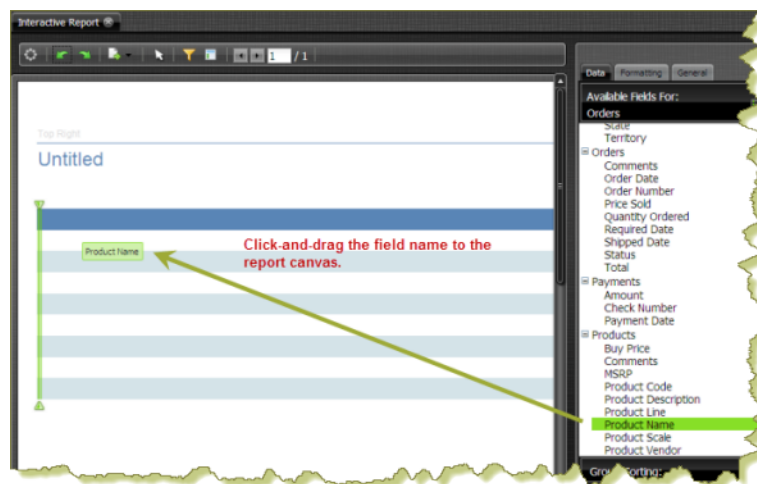 Interactive Report
1 / 1
Data Formatting General
Available Fields For:
Orders
State
Territory
Orders
Comments
Order Date
Order Number
Price Sold
Quantity Ordered
Required Date
Shipped Date
Status
Total
Payments
Amount
Check Number
Payment Date
Products
Buy Price
Comments
MSRP
Product Code
Product Description
Product Line
Product Name
Product Scale
Product Vendor
Group Sorting:
Top Right
Untitled
Product Name
Click-and-drag the field name to the
report canvas.